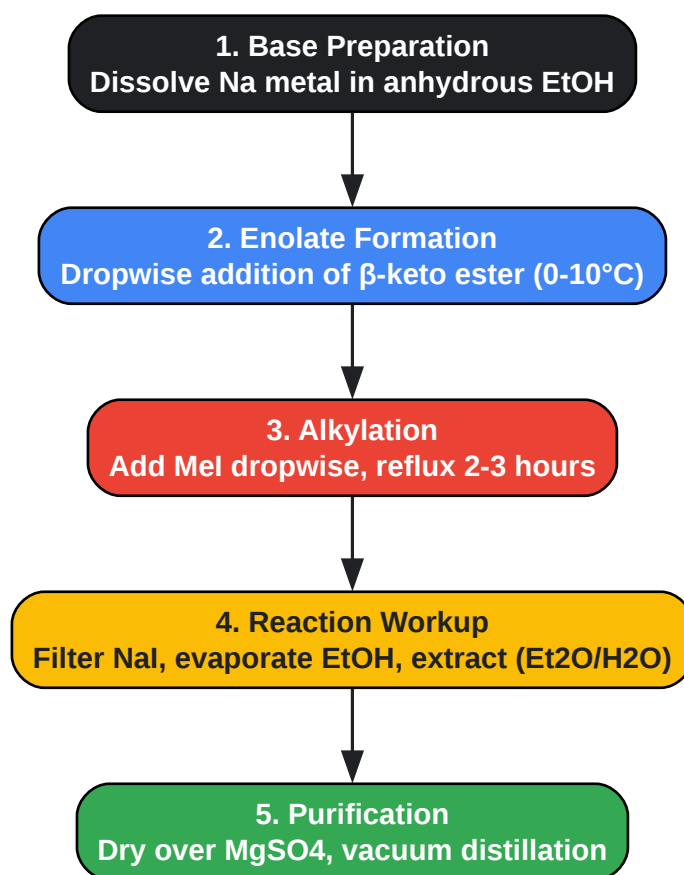 1. Base Preparation
Dissolve Na metal in anhydrous EtOH
2. Enolate Formation
Dropwise addition of β-keto ester (0-10°C)
3. Alkylation
Add MeI dropwise, reflux 2-3 hours
4. Reaction Workup
Filter NaI, evaporate EtOH, extract (Et2O/H2O)
5. Purification
Dry over MgSO4, vacuum distillation